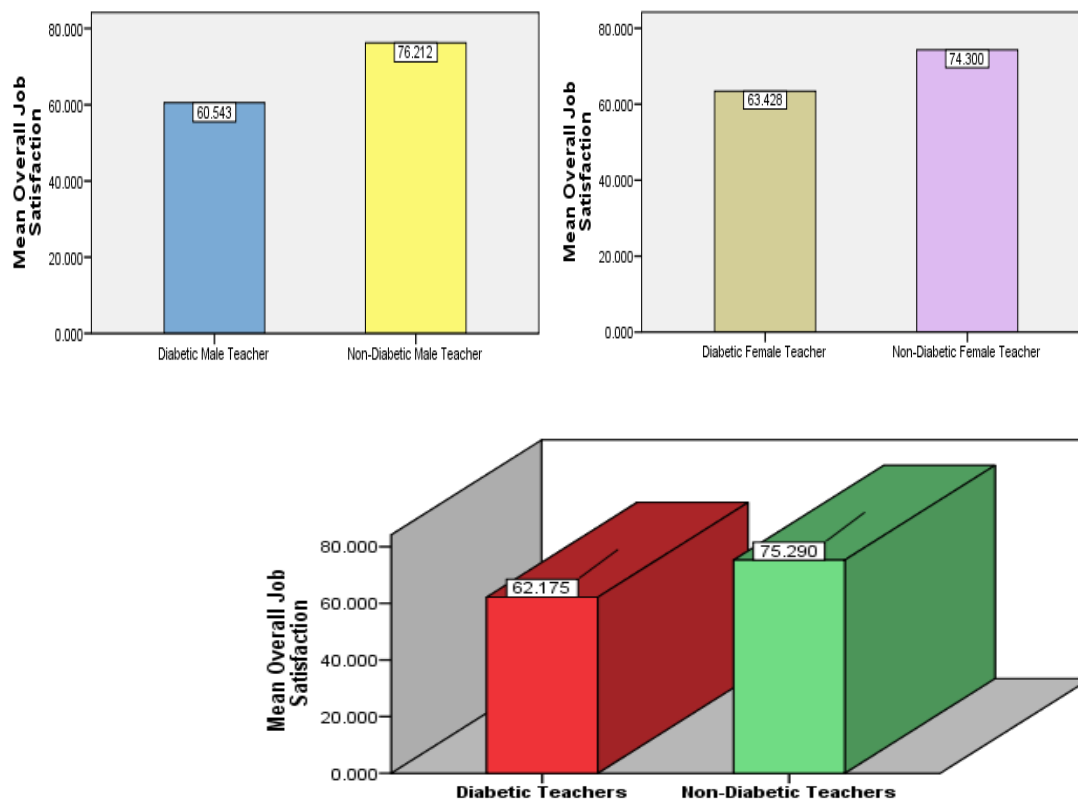 Mean Overall Job
Satisfaction
80.000
60.000
40.000
20.000
0.000
60.543
76.212
Diabetic Male Teacher
Non-Diabetic Male Teacher
Mean Overall Job
Satisfaction
80.000
60.000
40.000
20.000
0.000
63.428
74.300
Diabetic Female Teacher
Non-Diabetic Female Teacher
Mean Overall Job
Satisfaction
80.000
60.000
40.000
20.000
0.000
62.175
75.290
Diabetic Teachers
Non-Diabetic Teachers